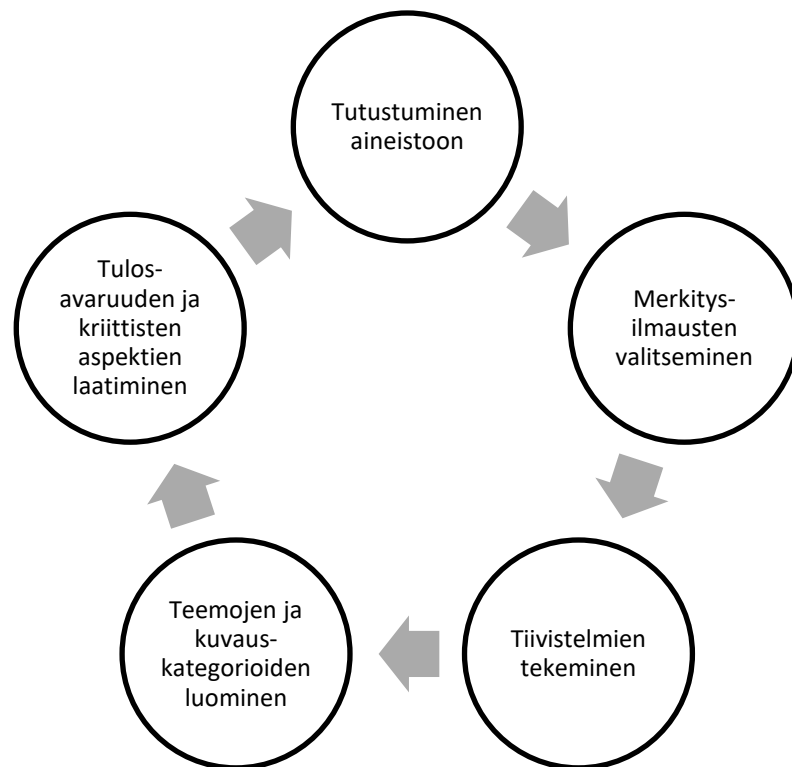 Tutustuminen
aineistoon
Merkitys-
ilmausten
valitseminen
Tiivistelmien
tekeminen
Teemojen ja
kuvaus-
kategorioiden
luominen
Tulos-
avaruuden ja
kriittisten
aspektien
laatiminen